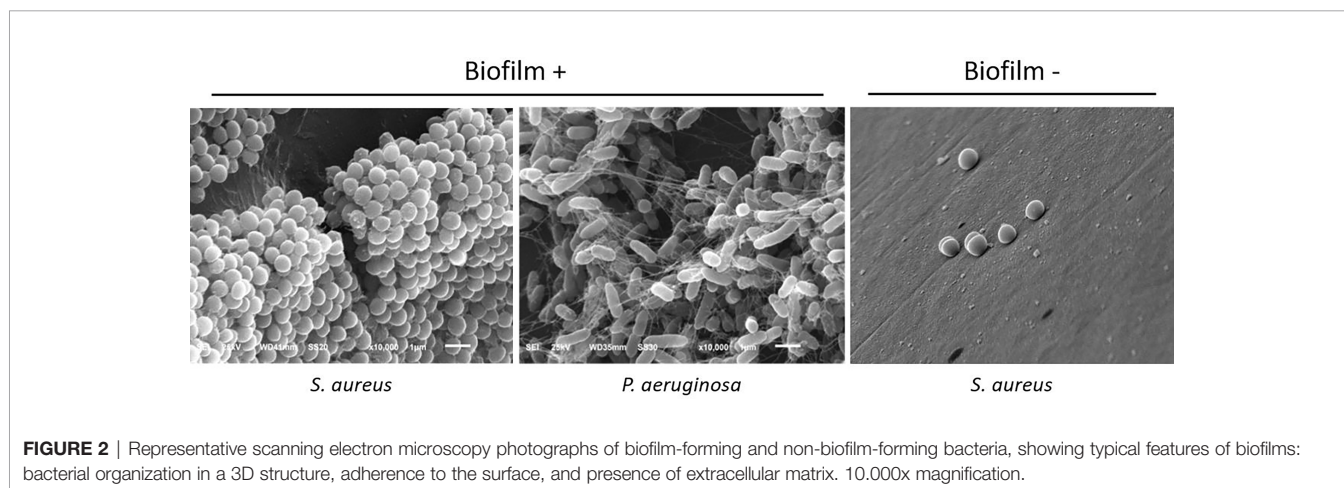 Biofilm +
Biofilm -
SEI 25kV WD41mm SS20 x10,000 1µm
SEI 25kV WD35mm SS30 x10,000 1µm
S. aureus
P. aeruginosa
S. aureus
FIGURE 2 | Representative scanning electron microscopy photographs of biofilm-forming and non-biofilm-forming bacteria, showing typical features of biofilms:
bacterial organization in a 3D structure, adherence to the surface, and presence of extracellular matrix. 10.000x magnification.